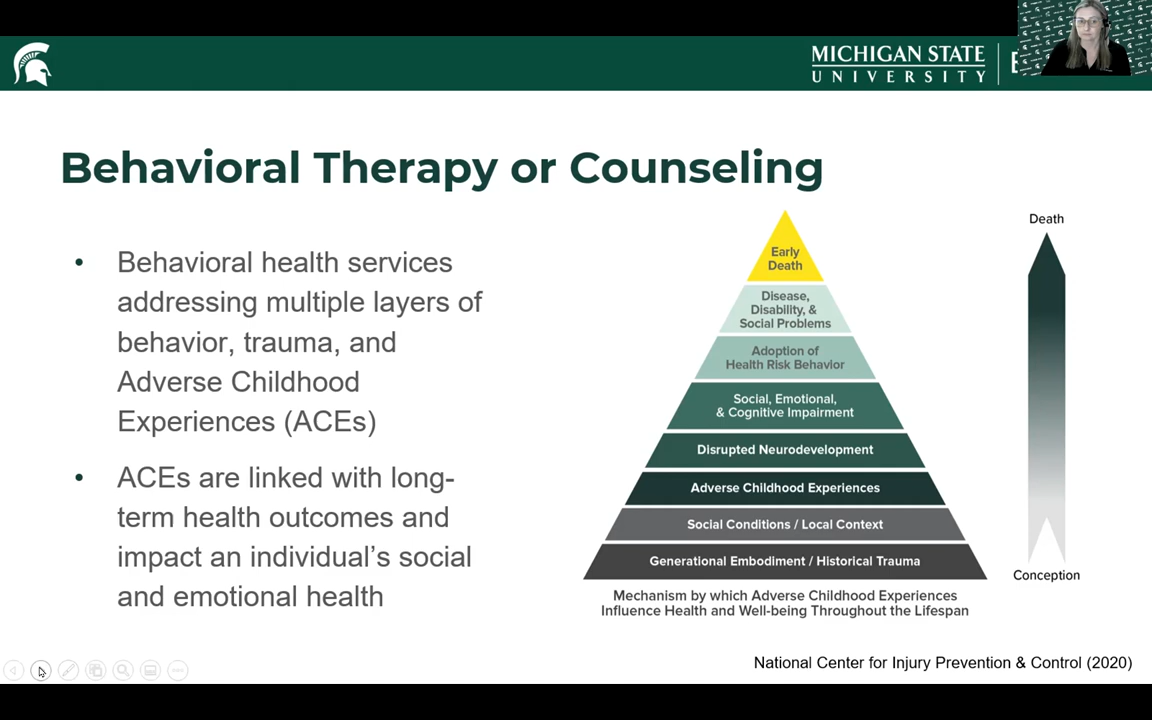 MICHIGAN STATE
UNIVERSITY
Behavioral Therapy or Counseling
• Behavioral health services
addressing multiple layers of
behavior, trauma, and
Adverse Childhood
Experiences (ACEs)
• ACEs are linked with long-
term health outcomes and
impact an individual's social
and emotional health
Early
Death
Disease,
Disability, &
Social Problems
Adoption of
Health Risk Behavior
Social, Emotional,
& Cognitive Impairment
Disrupted Neurodevelopment
Adverse Childhood Experiences
Social Conditions / Local Context
Generational Embodiment / Historical Trauma
Mechanism by which Adverse Childhood Experiences
Influence Health and Well-being Throughout the Lifespan
Death
Conception
National Center for Injury Prevention & Control (2020)